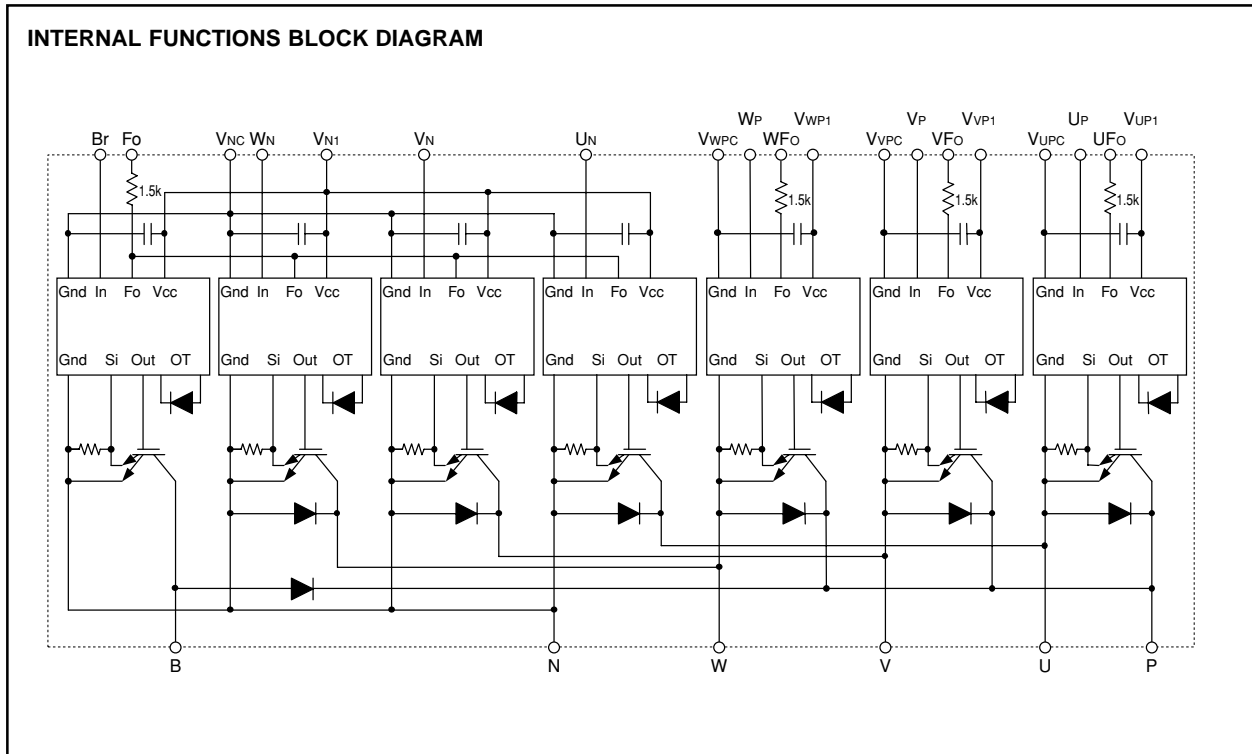 INTERNAL FUNCTIONS BLOCK DIAGRAM
WP VWP1 VP VVP1 UP VUP1
Br Fo VNC WN VN1 VN UN VWPC WFO VVPC VFO VUPC UFO
1.5k 1.5k 1.5k 1.5k
Gnd In Fo Vcc Gnd In Fo Vcc Gnd In Fo Vcc Gnd In Fo Vcc Gnd In Fo Vcc Gnd In Fo Vcc Gnd In Fo Vcc
Gnd Si Out OT Gnd Si Out OT Gnd Si Out OT Gnd Si Out OT Gnd Si Out OT Gnd Si Out OT Gnd Si Out OT
B N W V U P